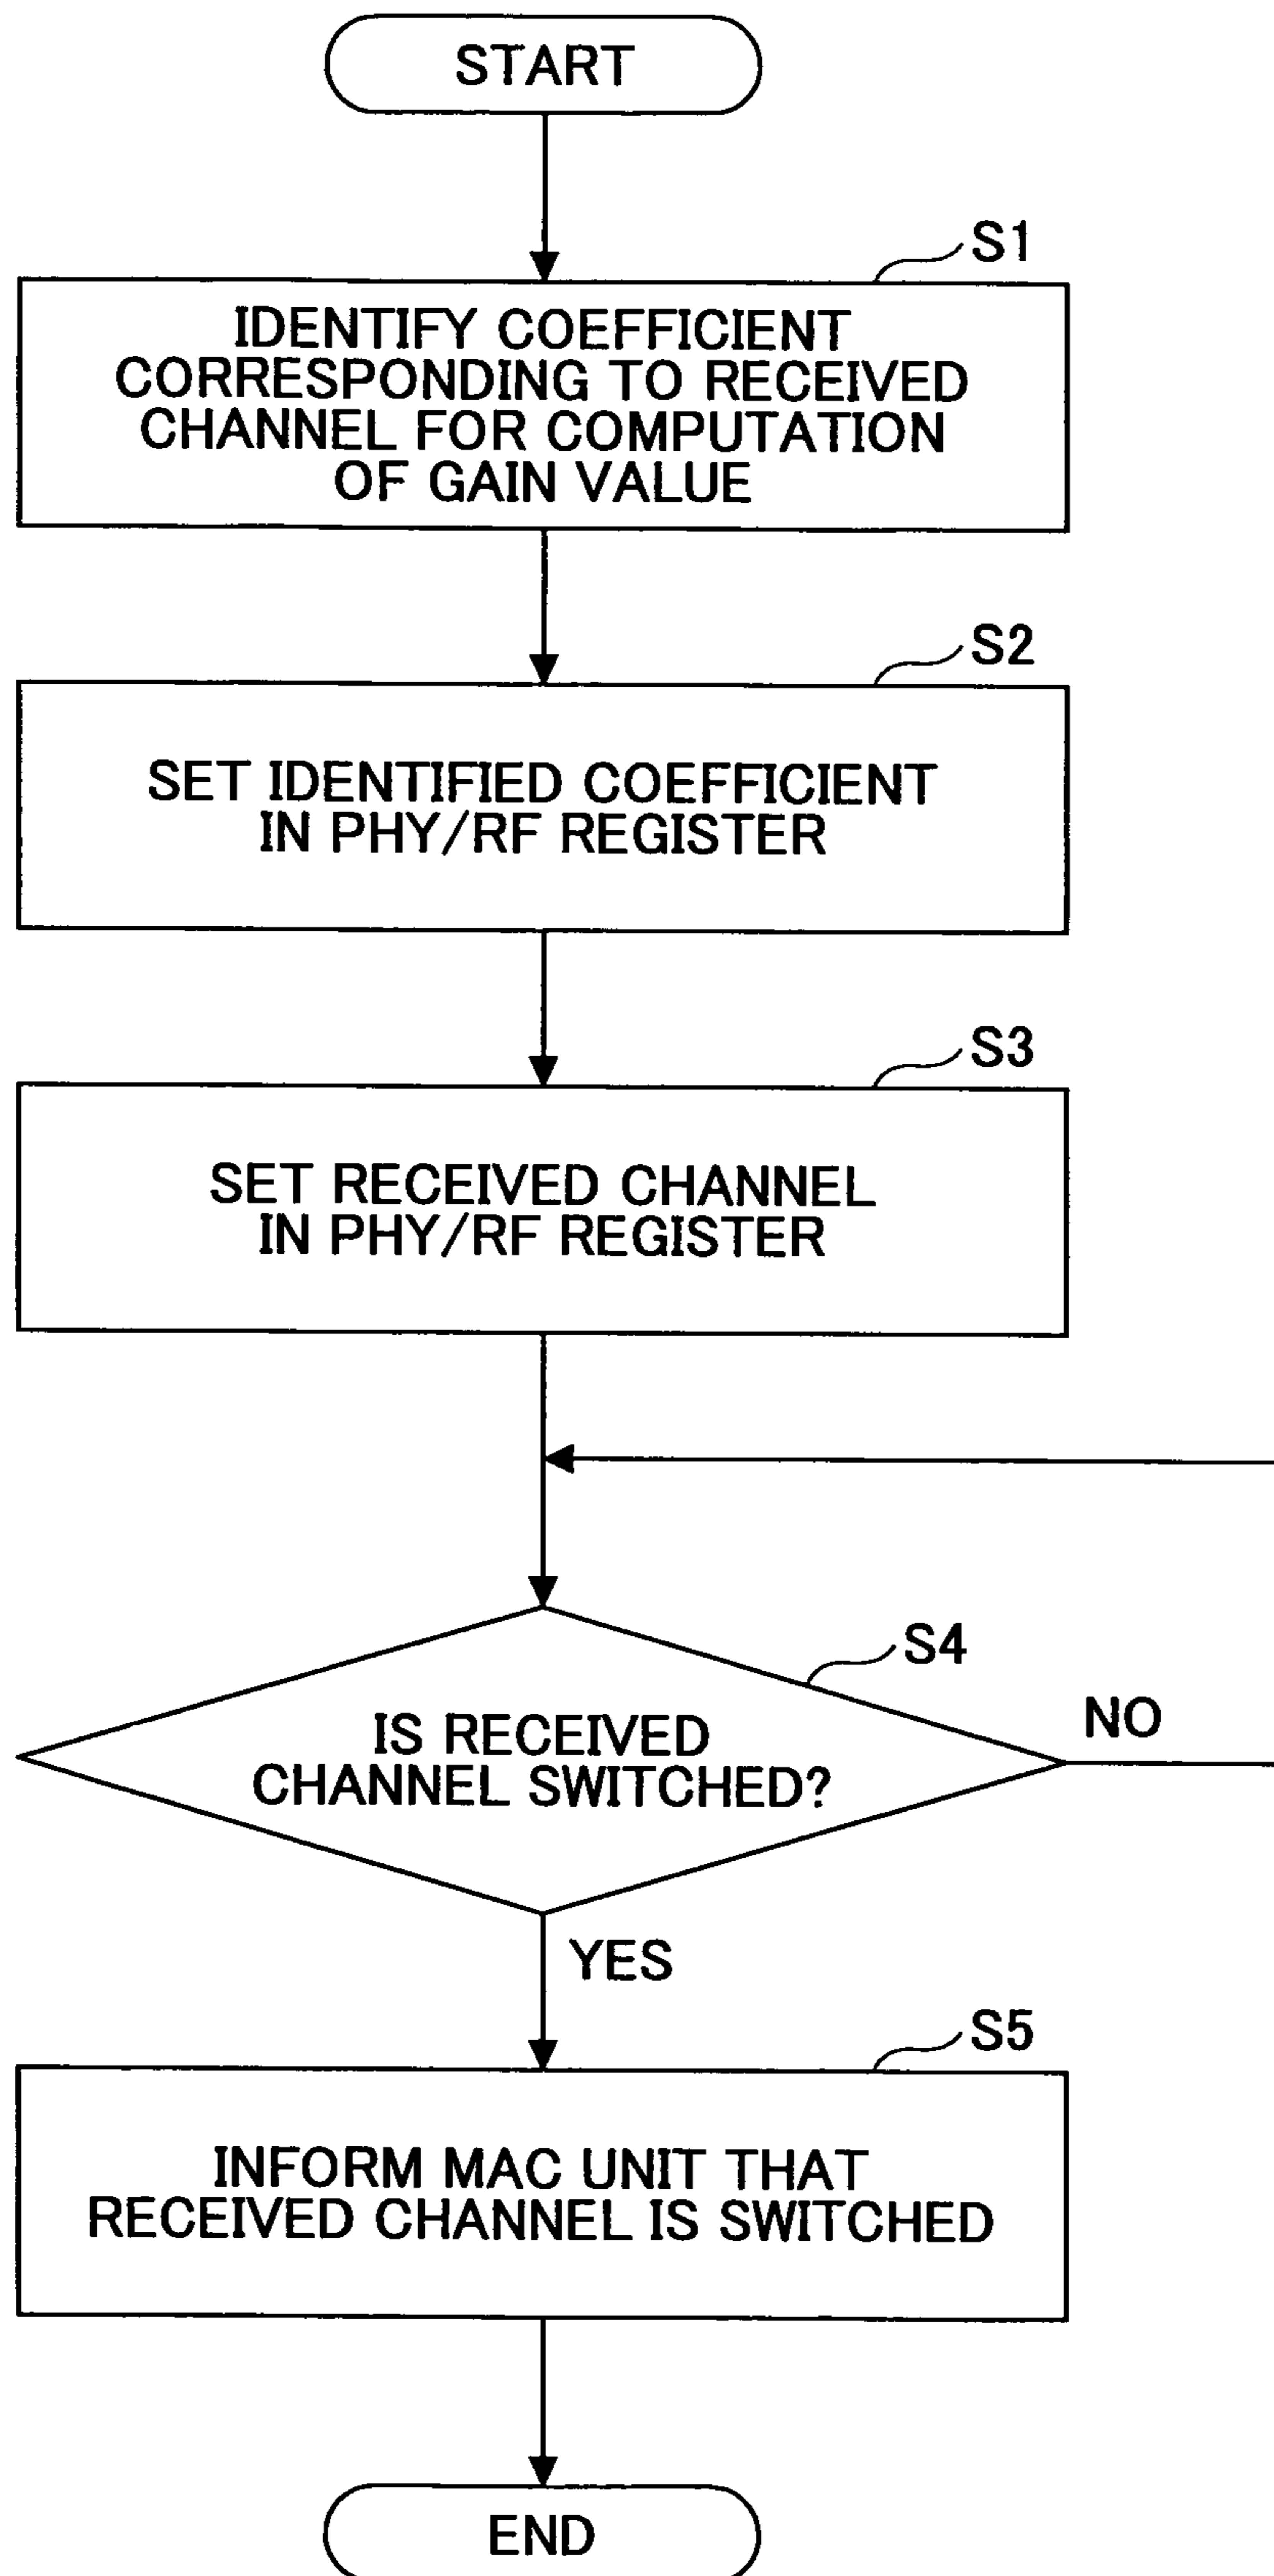 START
S1
IDENTIFY COEFFICIENT
CORRESPONDING TO RECEIVED
CHANNEL FOR COMPUTATION
OF GAIN VALUE
S2
SET IDENTIFIED COEFFICIENT
IN PHY/RF REGISTER
S3
SET RECEIVED CHANNEL
IN PHY/RF REGISTER
S4
IS RECEIVED
CHANNEL SWITCHED?
NO
YES
S5
INFORM MAC UNIT THAT
RECEIVED CHANNEL IS SWITCHED
END